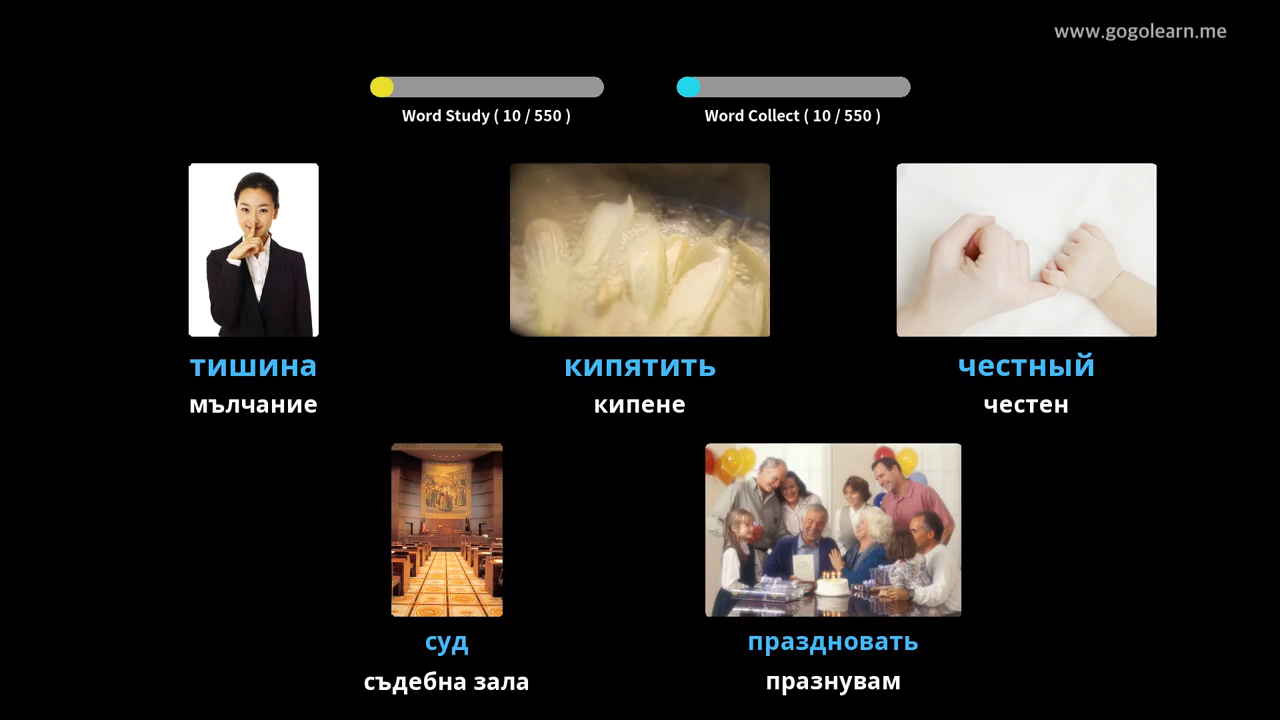 www.gogolearn.me
Word Study ( 10 / 550 )
Word Collect ( 10 / 550 )
тишина
кипятить
честный
мълчание
кипене
честен
суд
праздновать
съдебна зала
празнувам